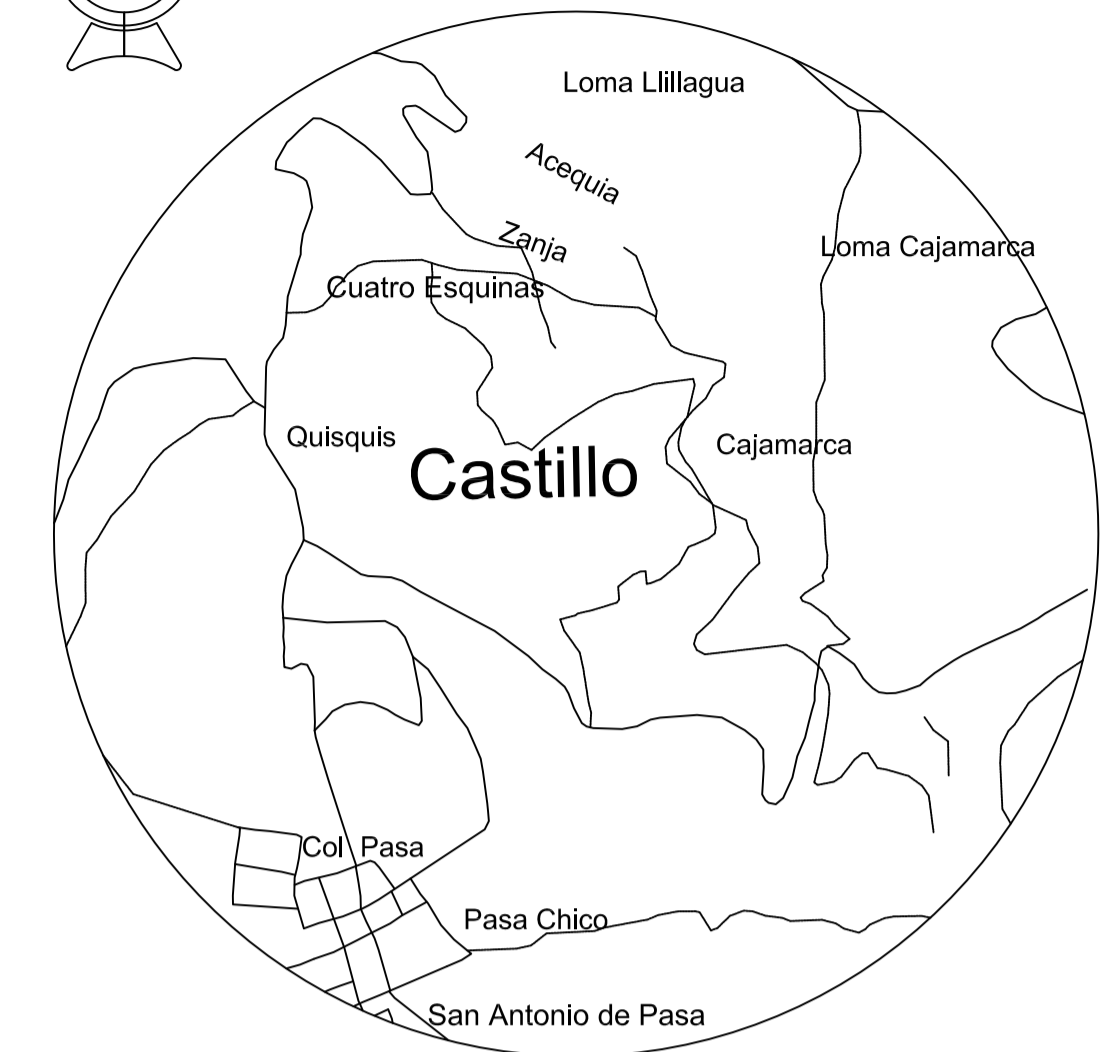 Loma Llillagua
Acequia
Zanja
Loma Cajamarca
Cuatro Esquinas
Quisquis
Castillo
Cajamarca
Col Pasa
Pasa Chico
San Antonio de Pasa